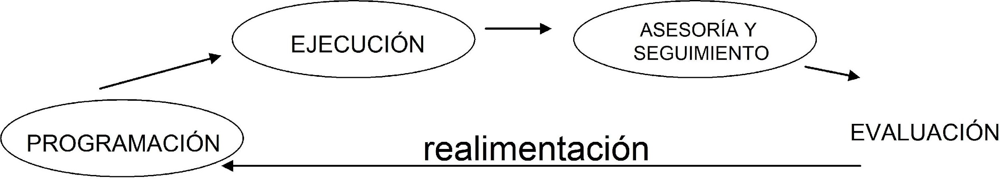 EJECUCIÓN
ASESORÍA Y
SEGUIMIENTO
PROGRAMACIÓN
realimentación
EVALUACIÓN